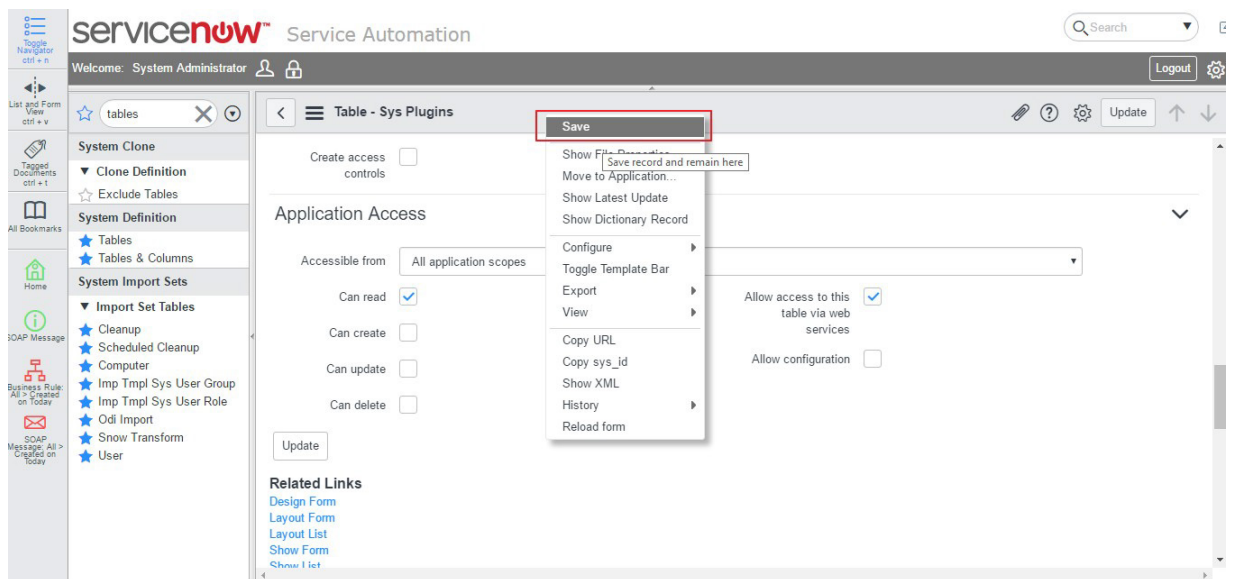 servicenow™ Service Automation
Search
Welcome: System Administrator
Logout
Toggle
Navigator
ctrl + n
List and Form
View
ctrl + v
Tagged
Documents
ctrl + t
All Bookmarks
Home
SOAP Message
Business Rule:
All > Created
on Today
SOAP
Message: All >
Created on
Today
tables
System Clone
Clone Definition
Exclude Tables
System Definition
Tables
Tables & Columns
System Import Sets
Import Set Tables
Cleanup
Scheduled Cleanup
Computer
Imp Tmpl Sys User Group
Imp Tmpl Sys User Role
Odi Import
Snow Transform
User
Table - Sys Plugins
Update
Create access
controls
Application Access
Accessible from All application scopes
Can read
Can create
Can update
Can delete
Allow access to this
table via web
services
Allow configuration
Update
Related Links
Design Form
Layout Form
Layout List
Show Form
Show List
Save
Show File Properties
Save record and remain here
Move to Application...
Show Latest Update
Show Dictionary Record
Configure
Toggle Template Bar
Export
View
Copy URL
Copy sys_id
Show XML
History
Reload form